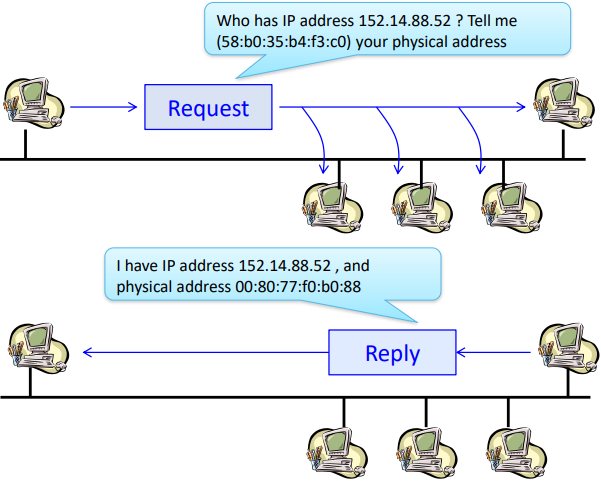 Who has IP address 152.14.88.52 ? Tell me
(58:b0:35:b4:f3:c0) your physical address
Request
I have IP address 152.14.88.52 , and
physical address 00:80:77:f0:b0:88
Reply